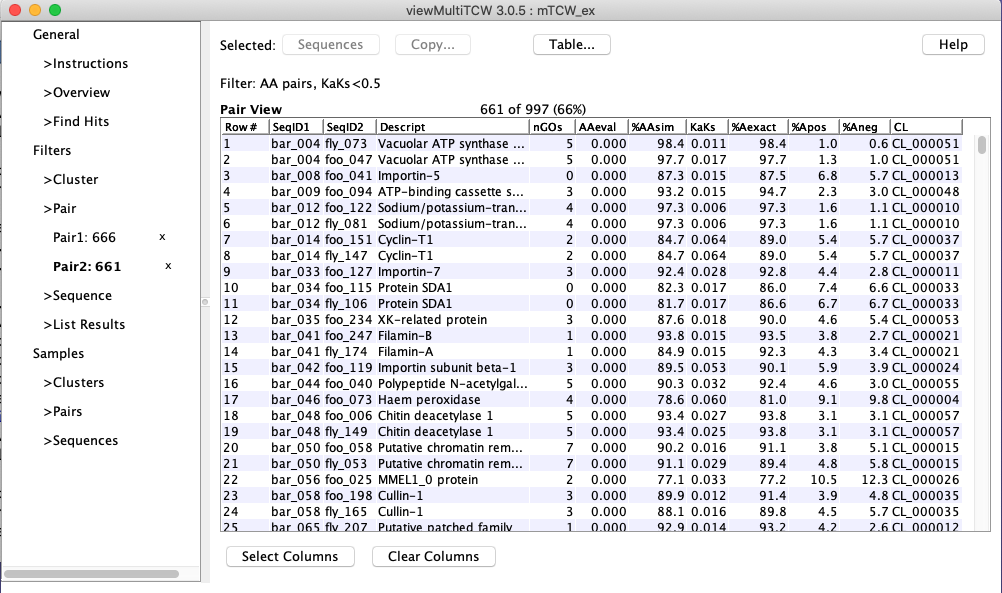 viewMultiTCW 3.0.5 : mTCW_ex
General
>Instructions
>Overview
>Find Hits
Filters
>Cluster
>Pair
Pair1: 666 x
Pair2: 661 x
>Sequence
>List Results
Samples
>Clusters
>Pairs
>Sequences
Selected: Sequences Copy... Table... Help
Filter: AA pairs, KaKs<0.5
Pair View 661 of 997 (66%)
Row # SeqID1 SeqID2 Descript nGOs AAeval %AAsim KaKs %Aexact %Apos %Aneg CL
1 bar_004 fly_073 Vacuolar ATP synthase ... 5 0.000 98.4 0.011 98.4 1.0 0.6 CL_000051
2 bar_004 foo_047 Vacuolar ATP synthase ... 5 0.000 97.7 0.017 97.7 1.3 1.0 CL_000051
3 bar_008 foo_041 Importin-5 0 0.000 87.3 0.015 87.5 6.8 5.7 CL_000013
4 bar_009 foo_094 ATP-binding cassette s... 3 0.000 93.2 0.015 94.7 2.3 3.0 CL_000048
5 bar_012 foo_122 Sodium/potassium-tran... 4 0.000 97.3 0.006 97.3 1.6 1.1 CL_000010
6 bar_012 fly_081 Sodium/potassium-tran... 4 0.000 97.3 0.006 97.3 1.6 1.1 CL_000010
7 bar_014 foo_151 Cyclin-T1 2 0.000 84.7 0.064 89.0 5.4 5.7 CL_000037
8 bar_014 fly_147 Cyclin-T1 2 0.000 84.7 0.064 89.0 5.4 5.7 CL_000037
9 bar_033 foo_127 Importin-7 3 0.000 92.4 0.028 92.8 4.4 2.8 CL_000011
10 bar_034 foo_115 Protein SDA1 0 0.000 82.3 0.017 86.0 7.4 6.6 CL_000033
11 bar_034 fly_106 Protein SDA1 0 0.000 81.7 0.017 86.6 6.7 6.7 CL_000033
12 bar_035 foo_234 XK-related protein 3 0.000 87.6 0.018 90.0 4.6 5.4 CL_000053
13 bar_041 foo_247 Filamin-B 1 0.000 93.8 0.015 93.5 3.8 2.7 CL_000021
14 bar_041 fly_174 Filamin-A 1 0.000 84.9 0.015 92.3 4.3 3.4 CL_000021
15 bar_042 foo_119 Importin subunit beta-1 3 0.000 89.5 0.053 90.1 5.9 3.9 CL_000024
16 bar_044 foo_040 Polypeptide N-acetylgal... 5 0.000 90.3 0.032 92.4 4.6 3.0 CL_000055
17 bar_046 foo_073 Haem peroxidase 4 0.000 78.6 0.060 81.0 9.1 9.8 CL_000004
18 bar_048 foo_006 Chitin deacetylase 1 5 0.000 93.4 0.027 93.8 3.1 3.1 CL_000057
19 bar_048 fly_149 Chitin deacetylase 1 5 0.000 93.4 0.025 93.8 3.1 3.1 CL_000057
20 bar_050 foo_058 Putative chromatin rem... 7 0.000 90.2 0.016 91.1 3.8 5.1 CL_000015
21 bar_050 fly_053 Putative chromatin rem... 7 0.000 91.1 0.029 89.4 4.8 5.8 CL_000015
22 bar_056 foo_025 MMEL1_0 protein 2 0.000 77.1 0.033 77.2 10.5 12.3 CL_000026
23 bar_058 foo_198 Cullin-1 3 0.000 89.9 0.012 91.4 3.9 4.8 CL_000035
24 bar_058 fly_165 Cullin-1 3 0.000 88.1 0.016 89.8 4.5 5.7 CL_000035
25 bar_065 fly_207 Putative patched family 1 0.000 92.9 0.014 93.2 4.2 2.6 CL_000012
Select Columns Clear Columns